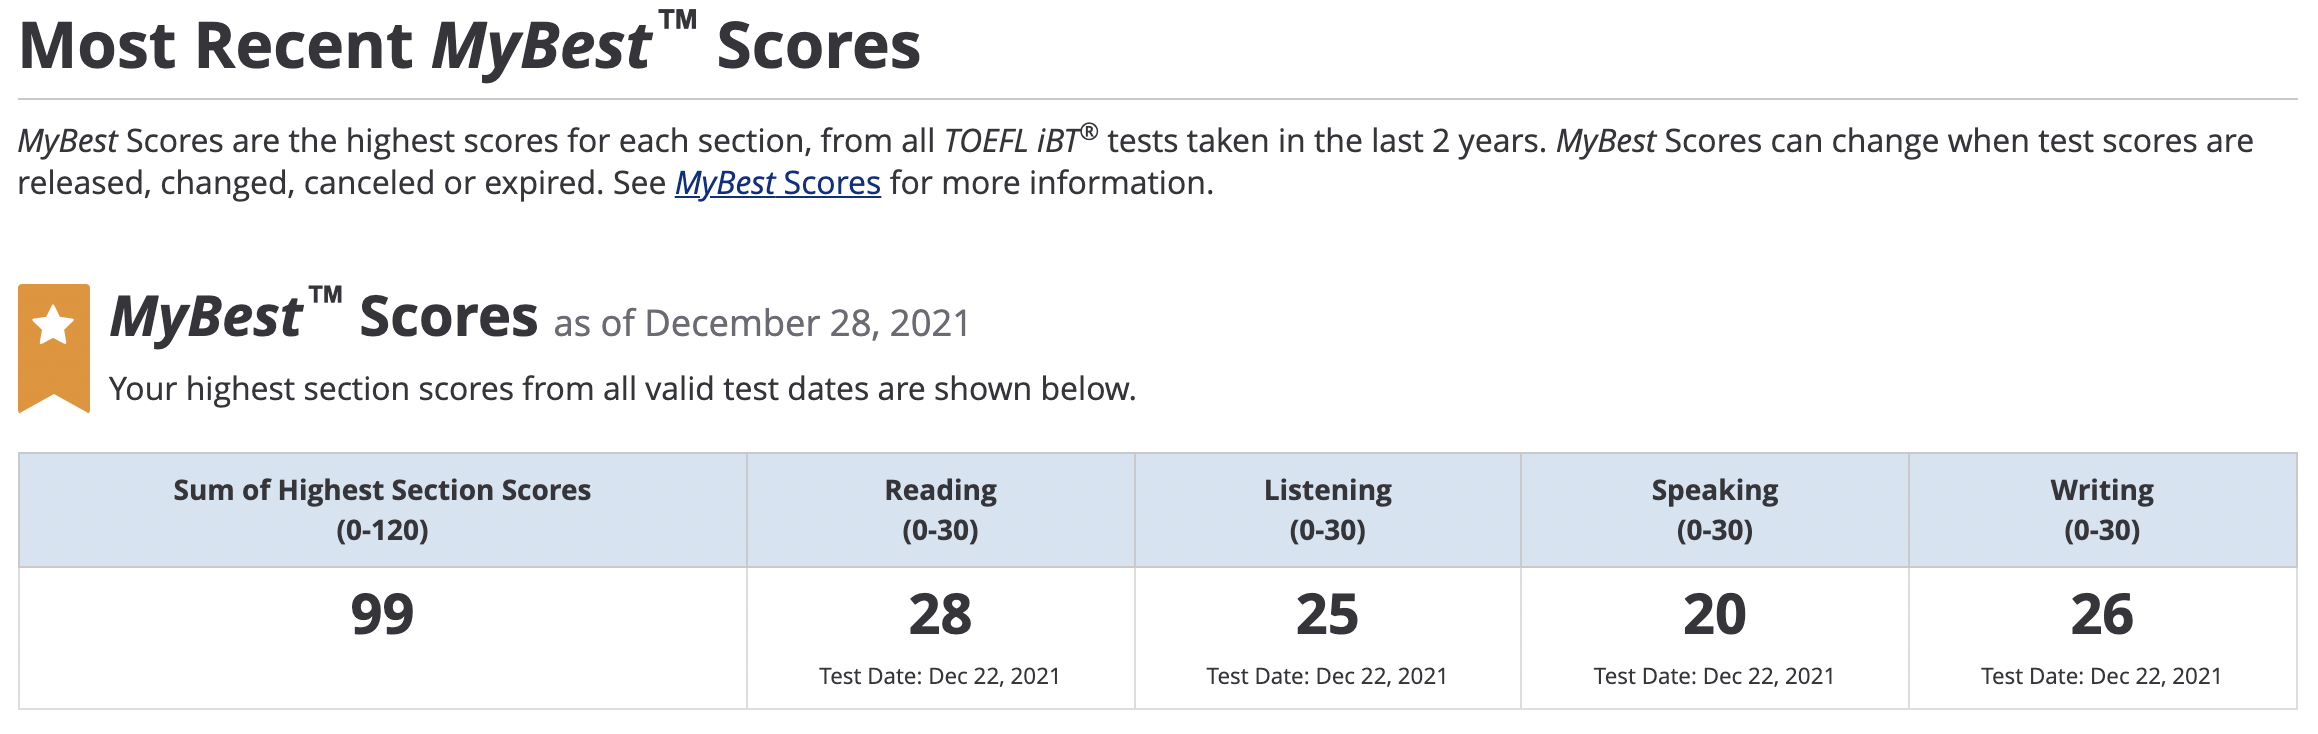 Most Recent MyBest™ Scores
MyBest Scores are the highest scores for each section, from all TOEFL iBT® tests taken in the last 2 years. MyBest Scores can change when test scores are
released, changed, canceled or expired. See MyBest Scores for more information.
MyBest™ Scores as of December 28, 2021
Your highest section scores from all valid test dates are shown below.
Sum of Highest Section Scores
(0-120)
Reading
(0-30)
Listening
(0-30)
Speaking
(0-30)
Writing
(0-30)
99
28
Test Date: Dec 22, 2021
25
Test Date: Dec 22, 2021
20
Test Date: Dec 22, 2021
26
Test Date: Dec 22, 2021